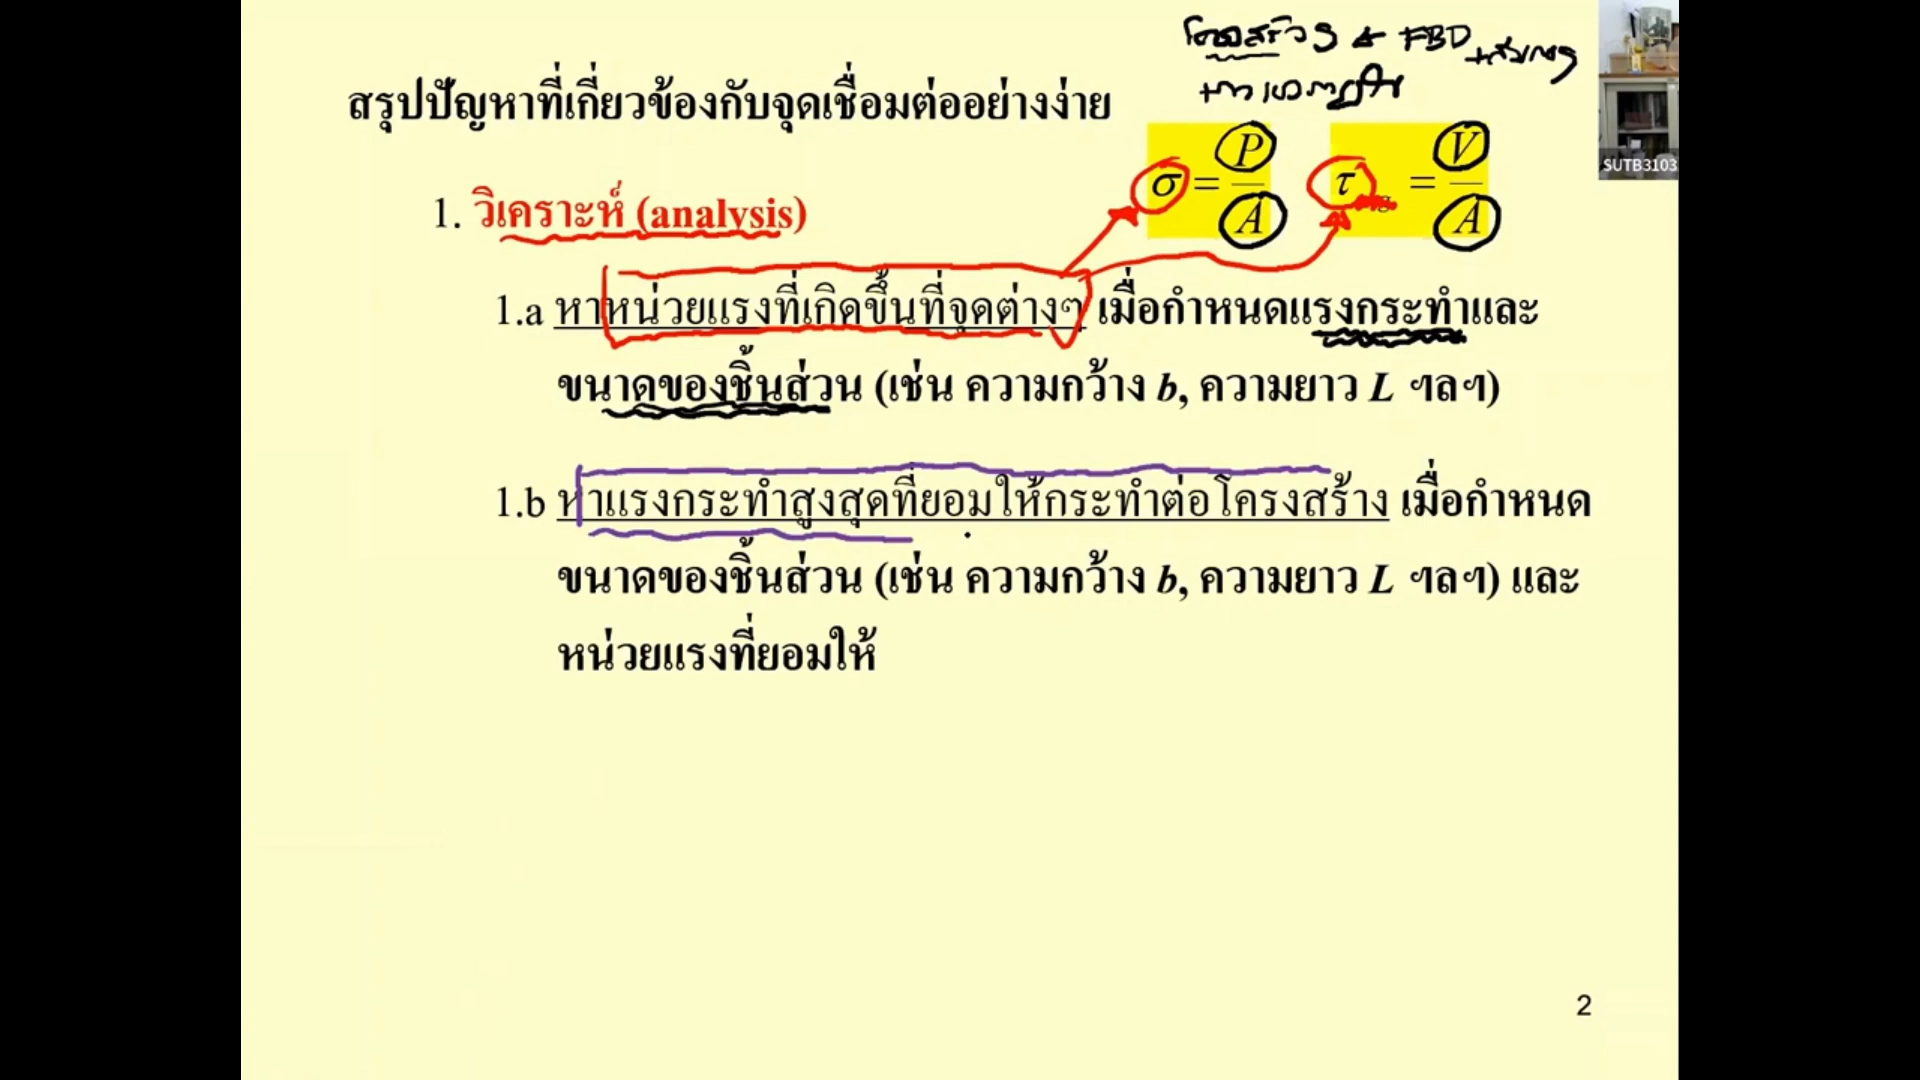 โครงสร้าง & FBD
สรุปปัญหาที่เกี่ยวข้องกับจุดเชื่อมต่ออย่างง่าย
SUTB3103
σ = P/A
τ = V/A
1. วิเคราะห์ (analysis)
1.a หาหน่วยแรงที่เกิดขึ้นที่จุดต่างๆ เมื่อกำหนดแรงกระทำและ
ขนาดของชิ้นส่วน (เช่น ความกว้าง b, ความยาว L ฯลฯ)
1.b หาแรงกระทำสูงสุดที่ยอมให้กระทำต่อโครงสร้าง เมื่อกำหนด
ขนาดของชิ้นส่วน (เช่น ความกว้าง b, ความยาว L ฯลฯ) และ
หน่วยแรงที่ยอมให้
2